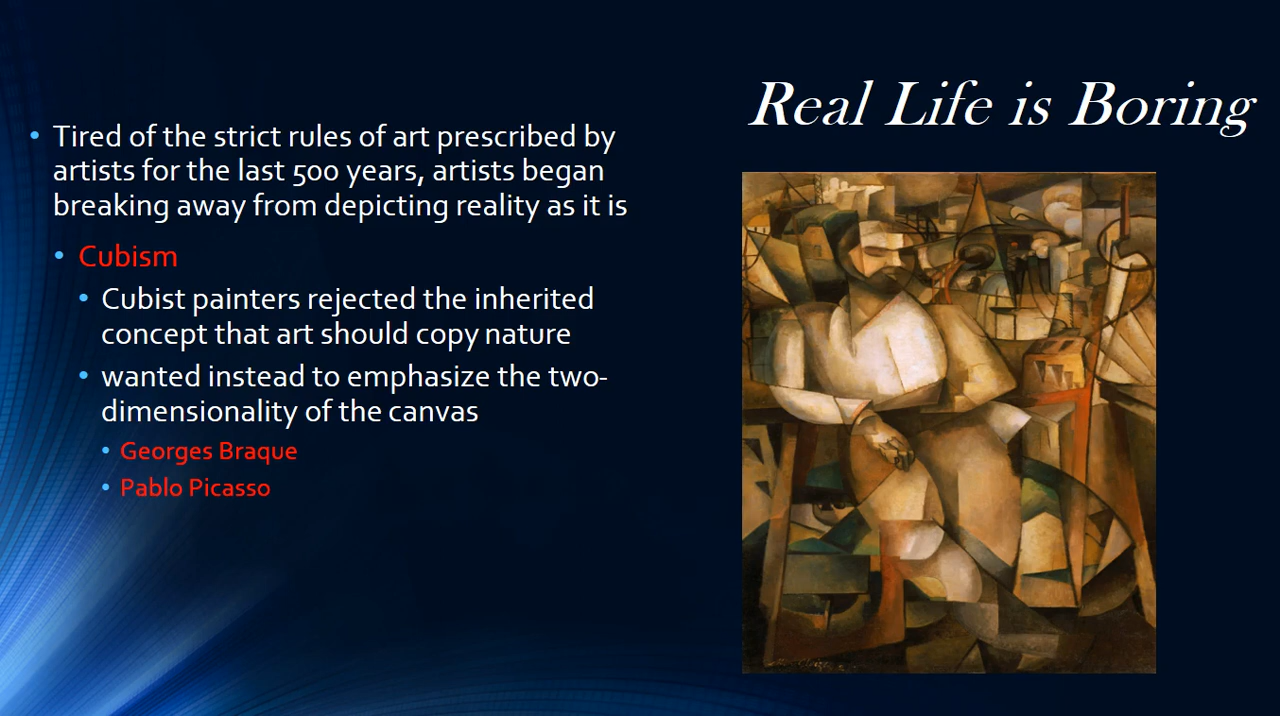 Real Life is Boring
Tired of the strict rules of art prescribed by
artists for the last 500 years, artists began
breaking away from depicting reality as it is
Cubism
Cubist painters rejected the inherited
concept that art should copy nature
wanted instead to emphasize the two-
dimensionality of the canvas
Georges Braque
Pablo Picasso